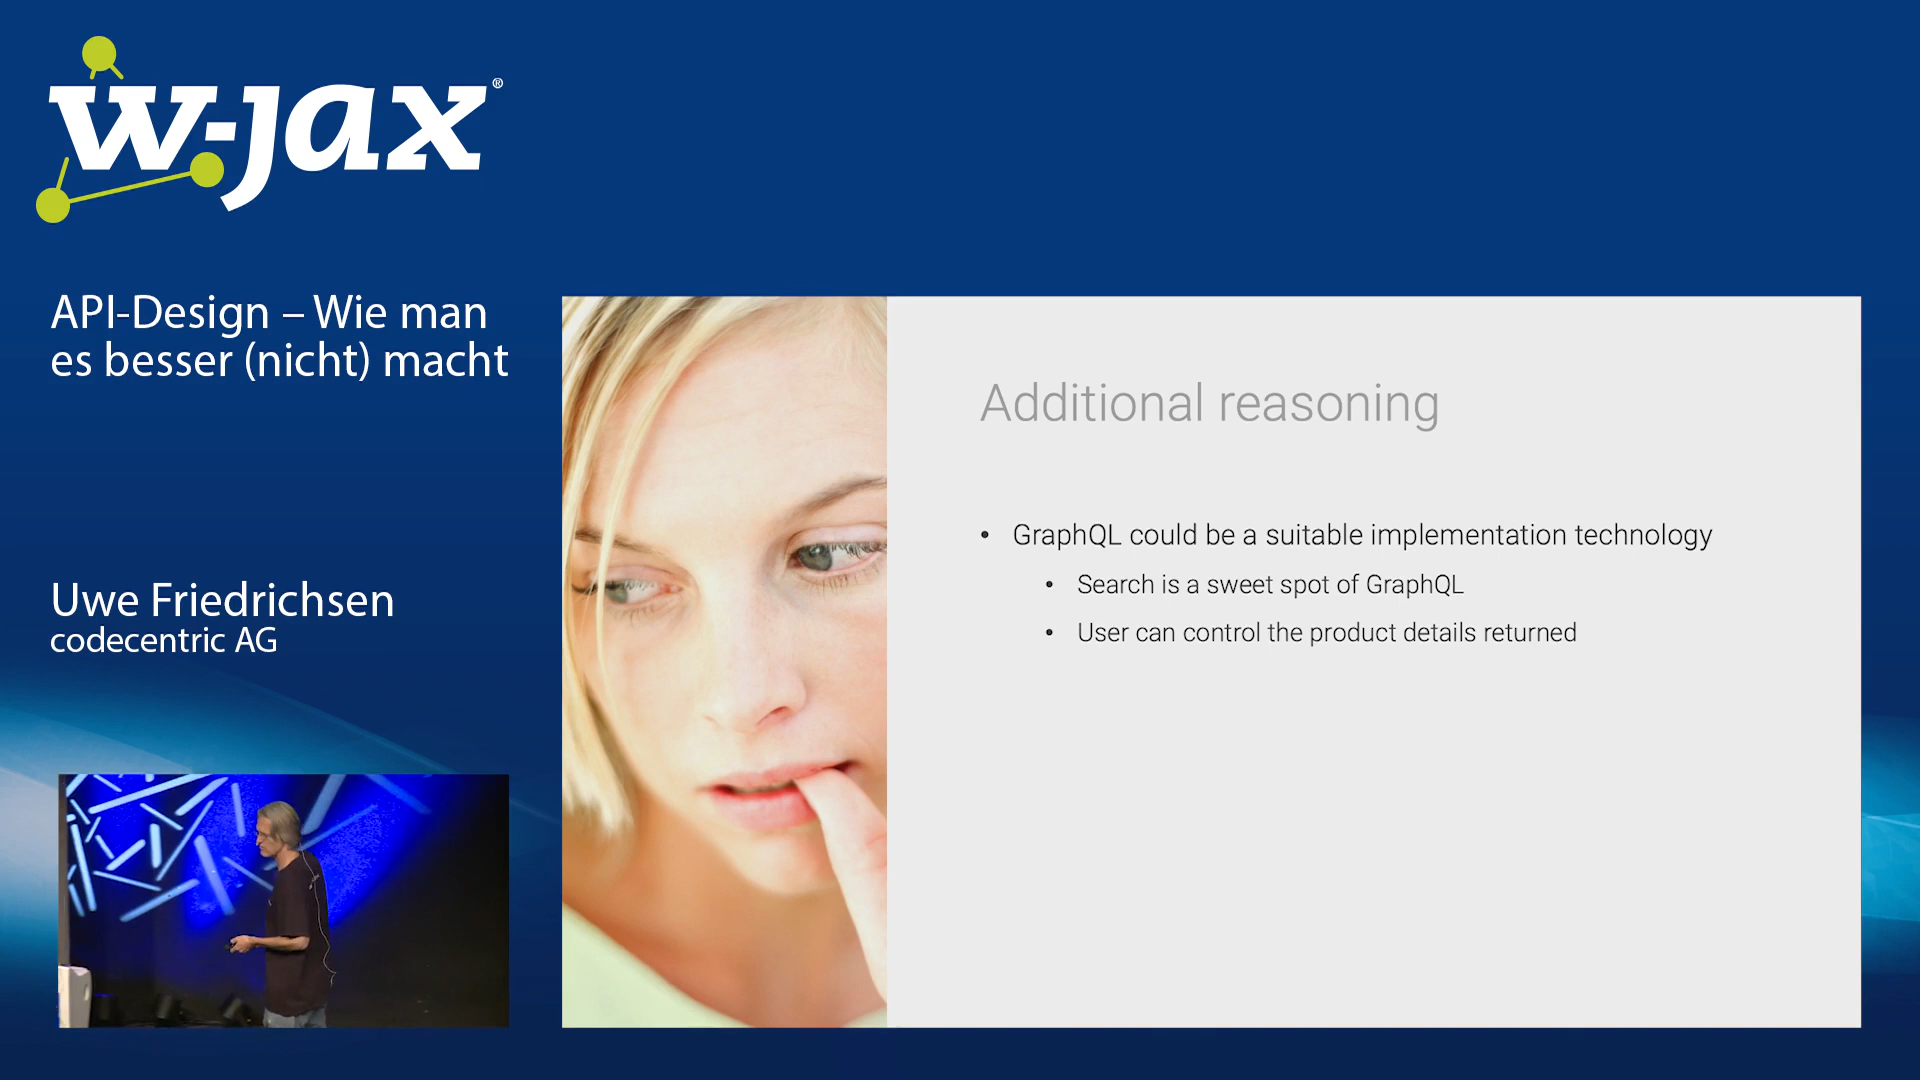 w-jax®
API-Design – Wie man
es besser (nicht) macht
Uwe Friedrichsen
codecentric AG
Additional reasoning
• GraphQL could be a suitable implementation technology
• Search is a sweet spot of GraphQL
• User can control the product details returned